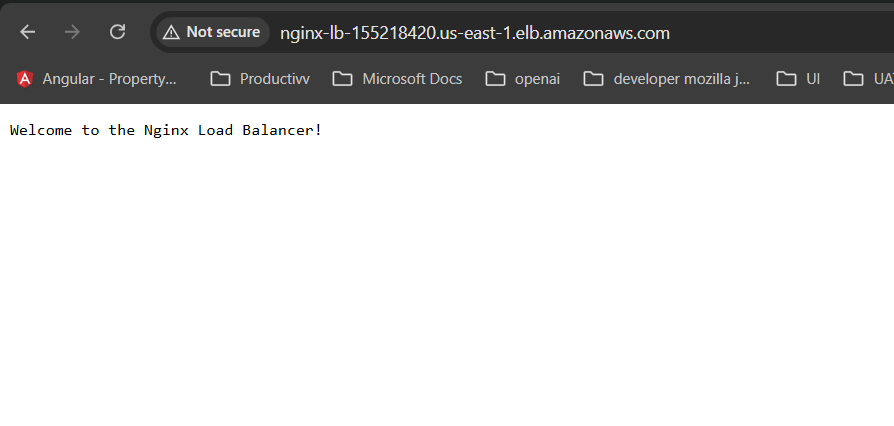 Not secure nginx-lb-155218420.us-east-1.elb.amazonaws.com
Angular - Property... Productivv Microsoft Docs openai developer mozilla j... UI UA
Welcome to the Nginx Load Balancer!